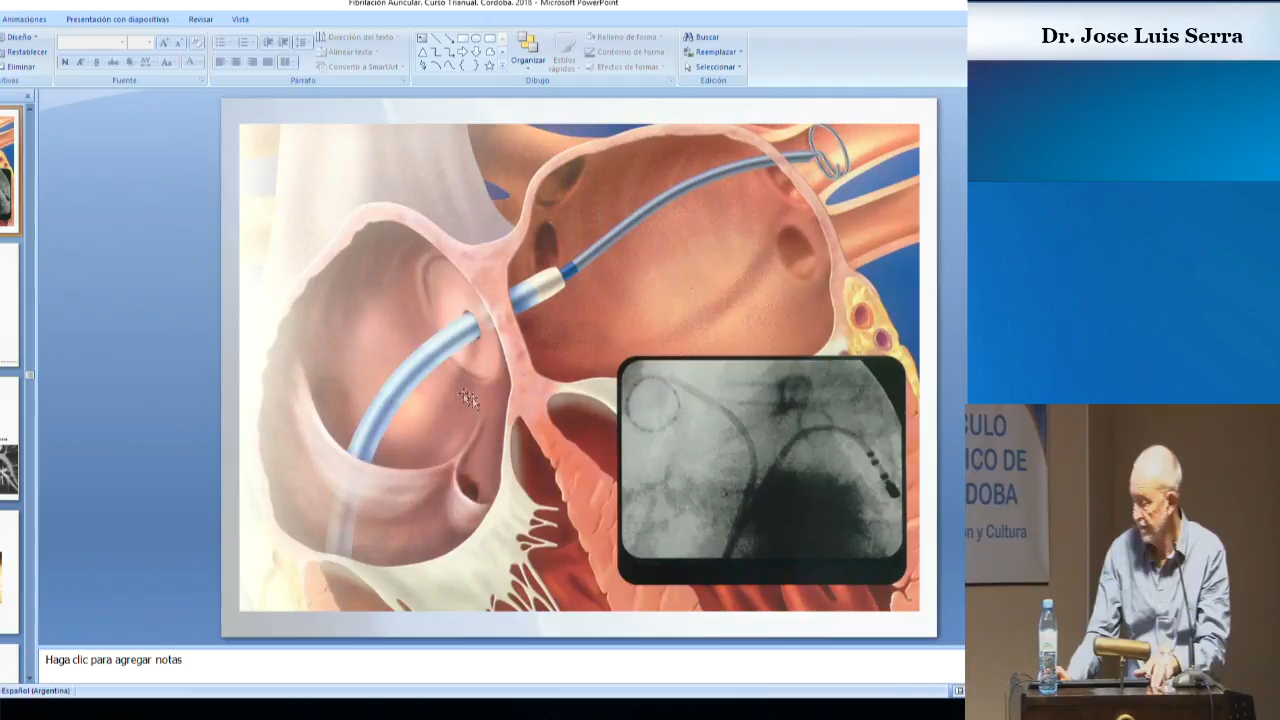 Fibrilación Auricular. Curso Trianual. Cordoba. 2018 - Microsoft PowerPoint
Animaciones
Presentación con diapositivas
Revisar
Vista
Diseño
Restablecer
Eliminar
Fuente
Párrafo
Dirección del texto
Alinear texto
Convertir a SmartArt
Organizar
Estilos
rápidos
Relleno de forma
Contorno de forma
Efectos de formas
Dibujo
Buscar
Reemplazar
Seleccionar
Edición
Haga clic para agregar notas
Español (Argentina)
Dr. Jose Luis Serra
CULO
ICO DE
DOBA
y Cultura